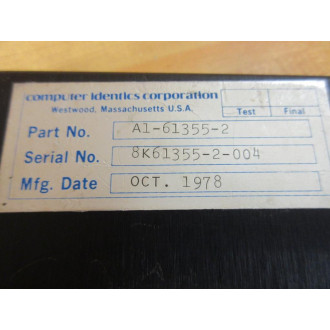 computer identics corporation
Westwood, Massachusetts U.S.A.
Test Final
Part No. A1-61355-2
Serial No. 8K61355-2-004
Mfg. Date OCT. 1978